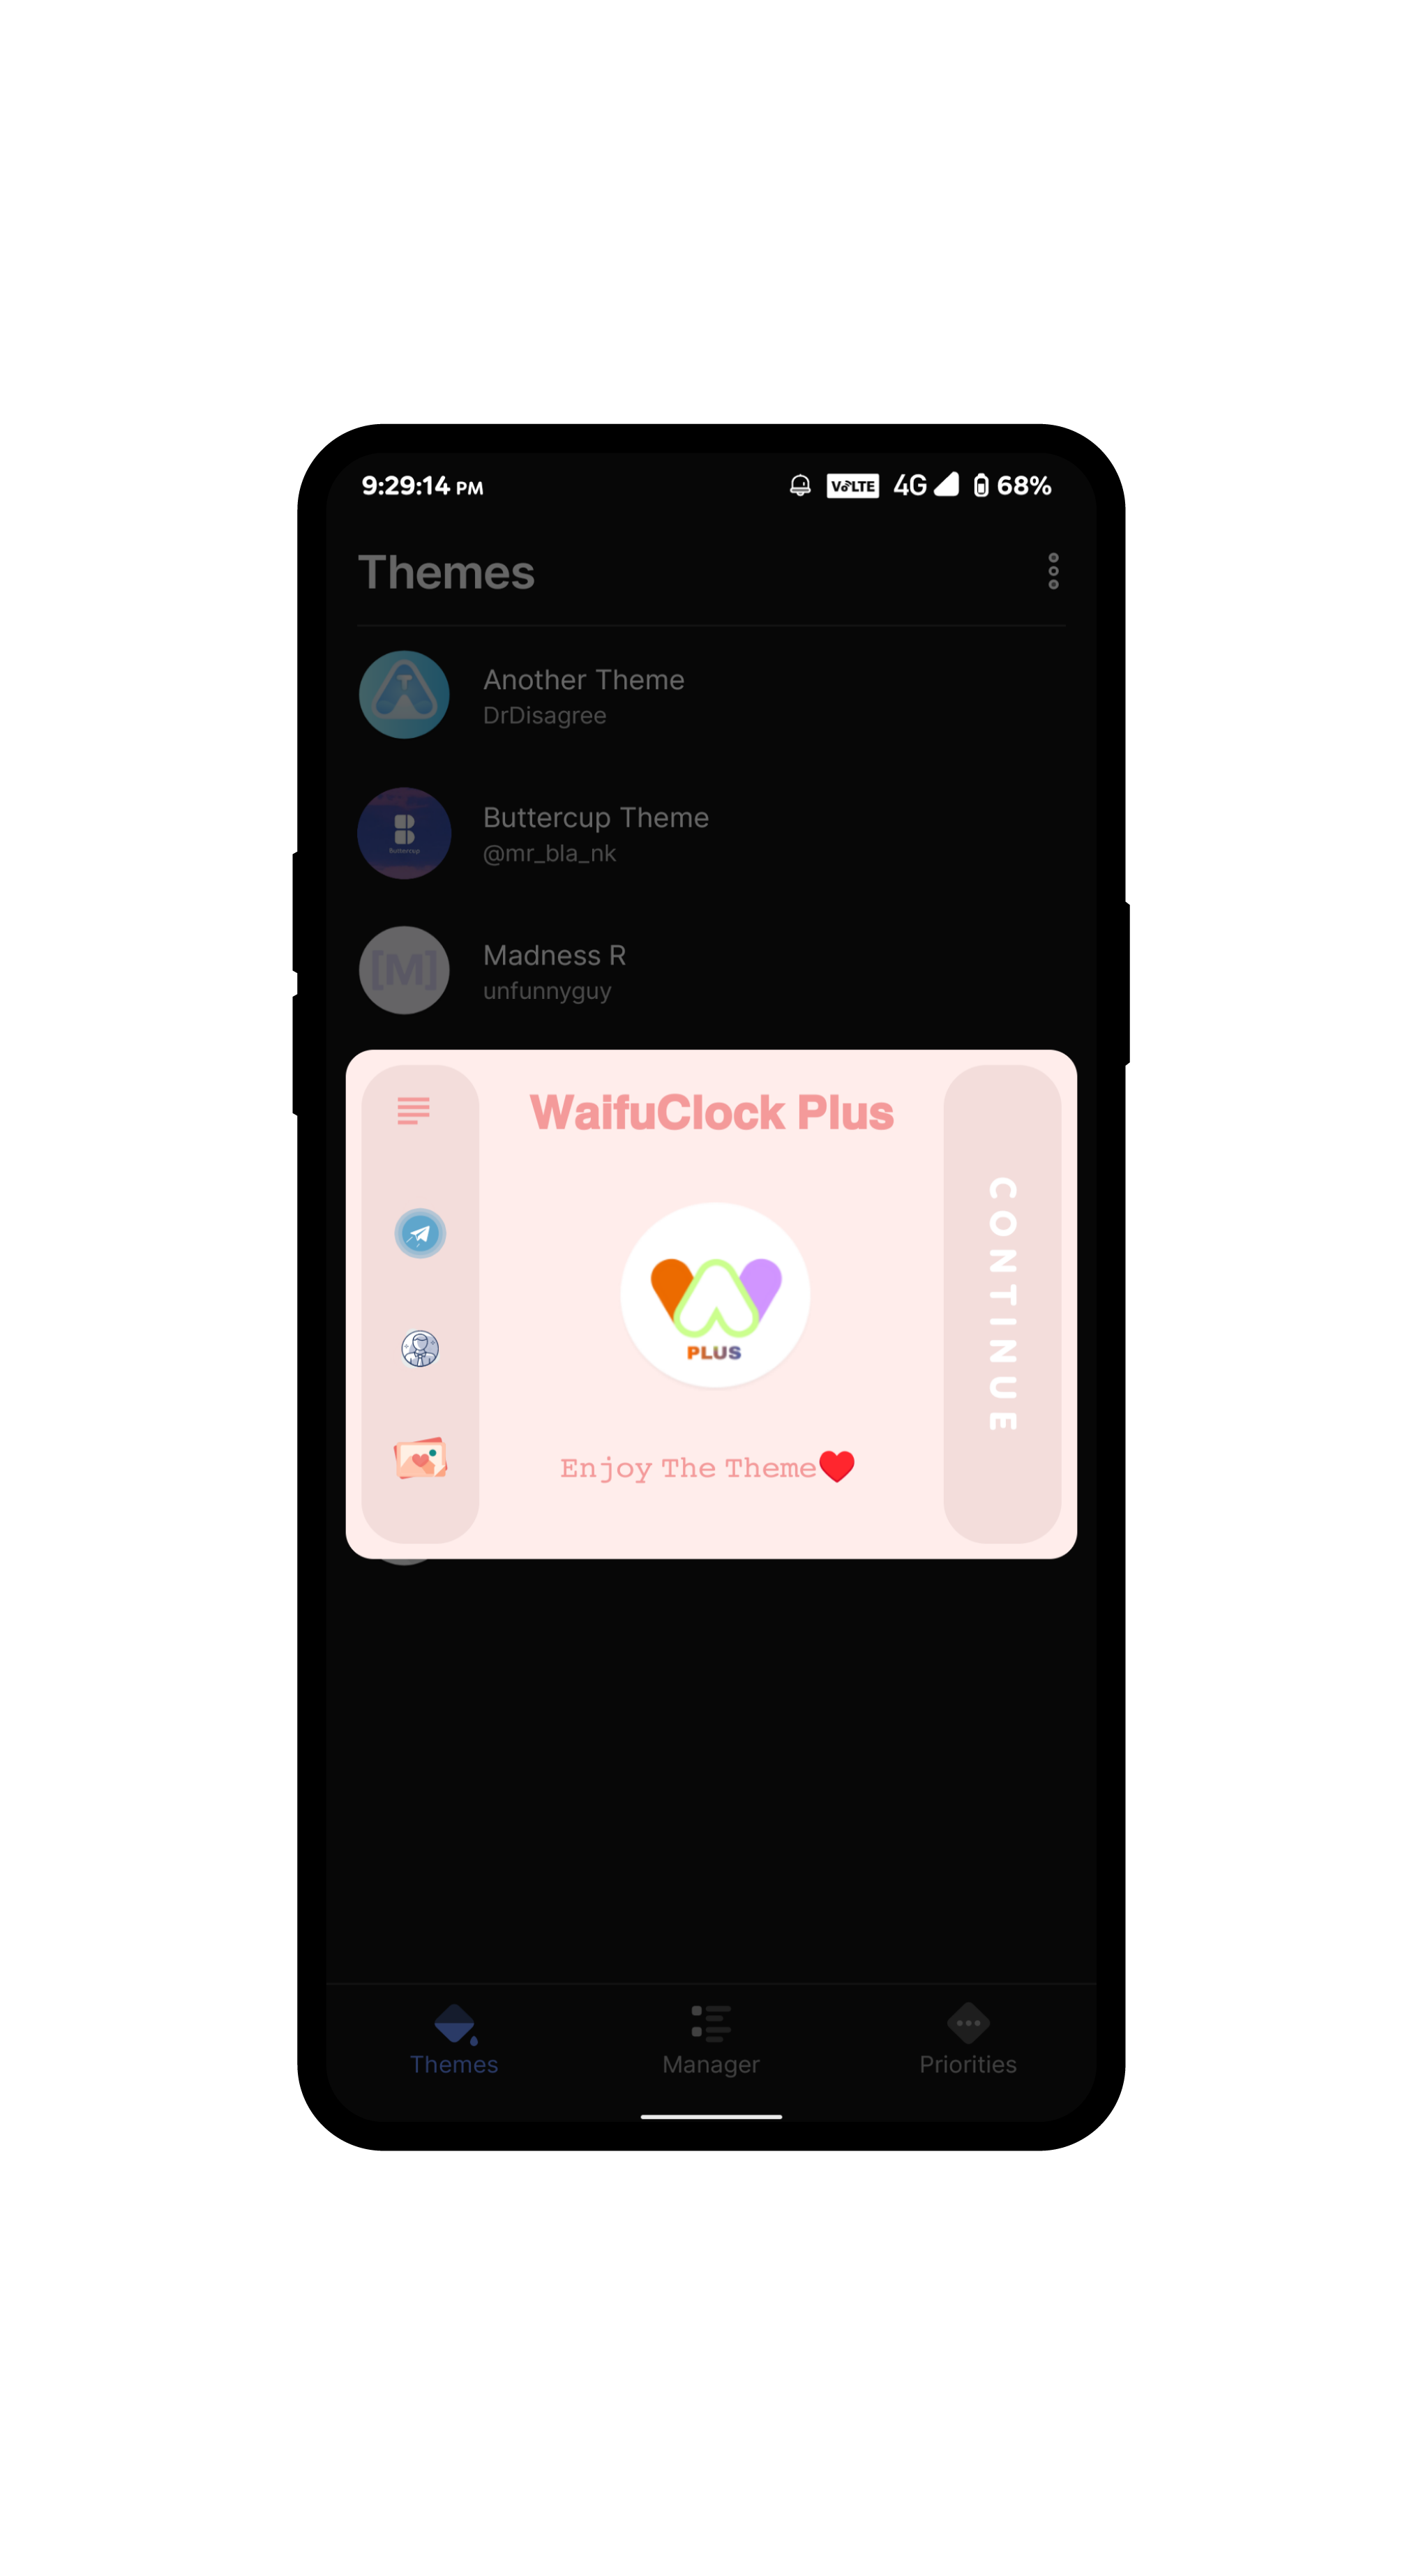 9:29:14 PM VoLTE 4G 68%
Themes
Another Theme
DrDisagree
B
Buttercup
Buttercup Theme
@mr_bla_nk
[M]
Madness R
unfunnyguy
WaifuClock Plus
PLUS
Enjoy The Theme❤
CONTINUE
Themes
Manager
Priorities